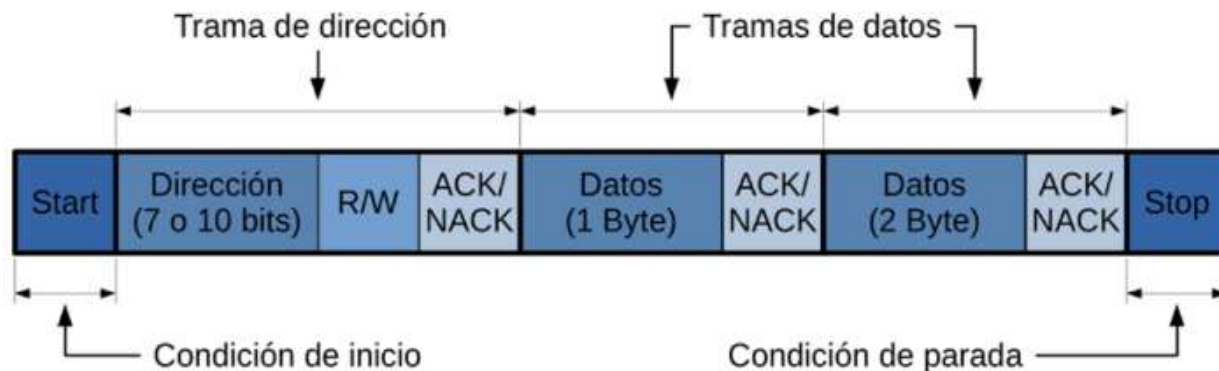 Trama de dirección
Tramas de datos
Start
Dirección
(7 o 10 bits)
R/W
ACK/
NACK
Datos
(1 Byte)
ACK/
NACK
Datos
(2 Byte)
ACK/
NACK
Stop
Condición de inicio
Condición de parada